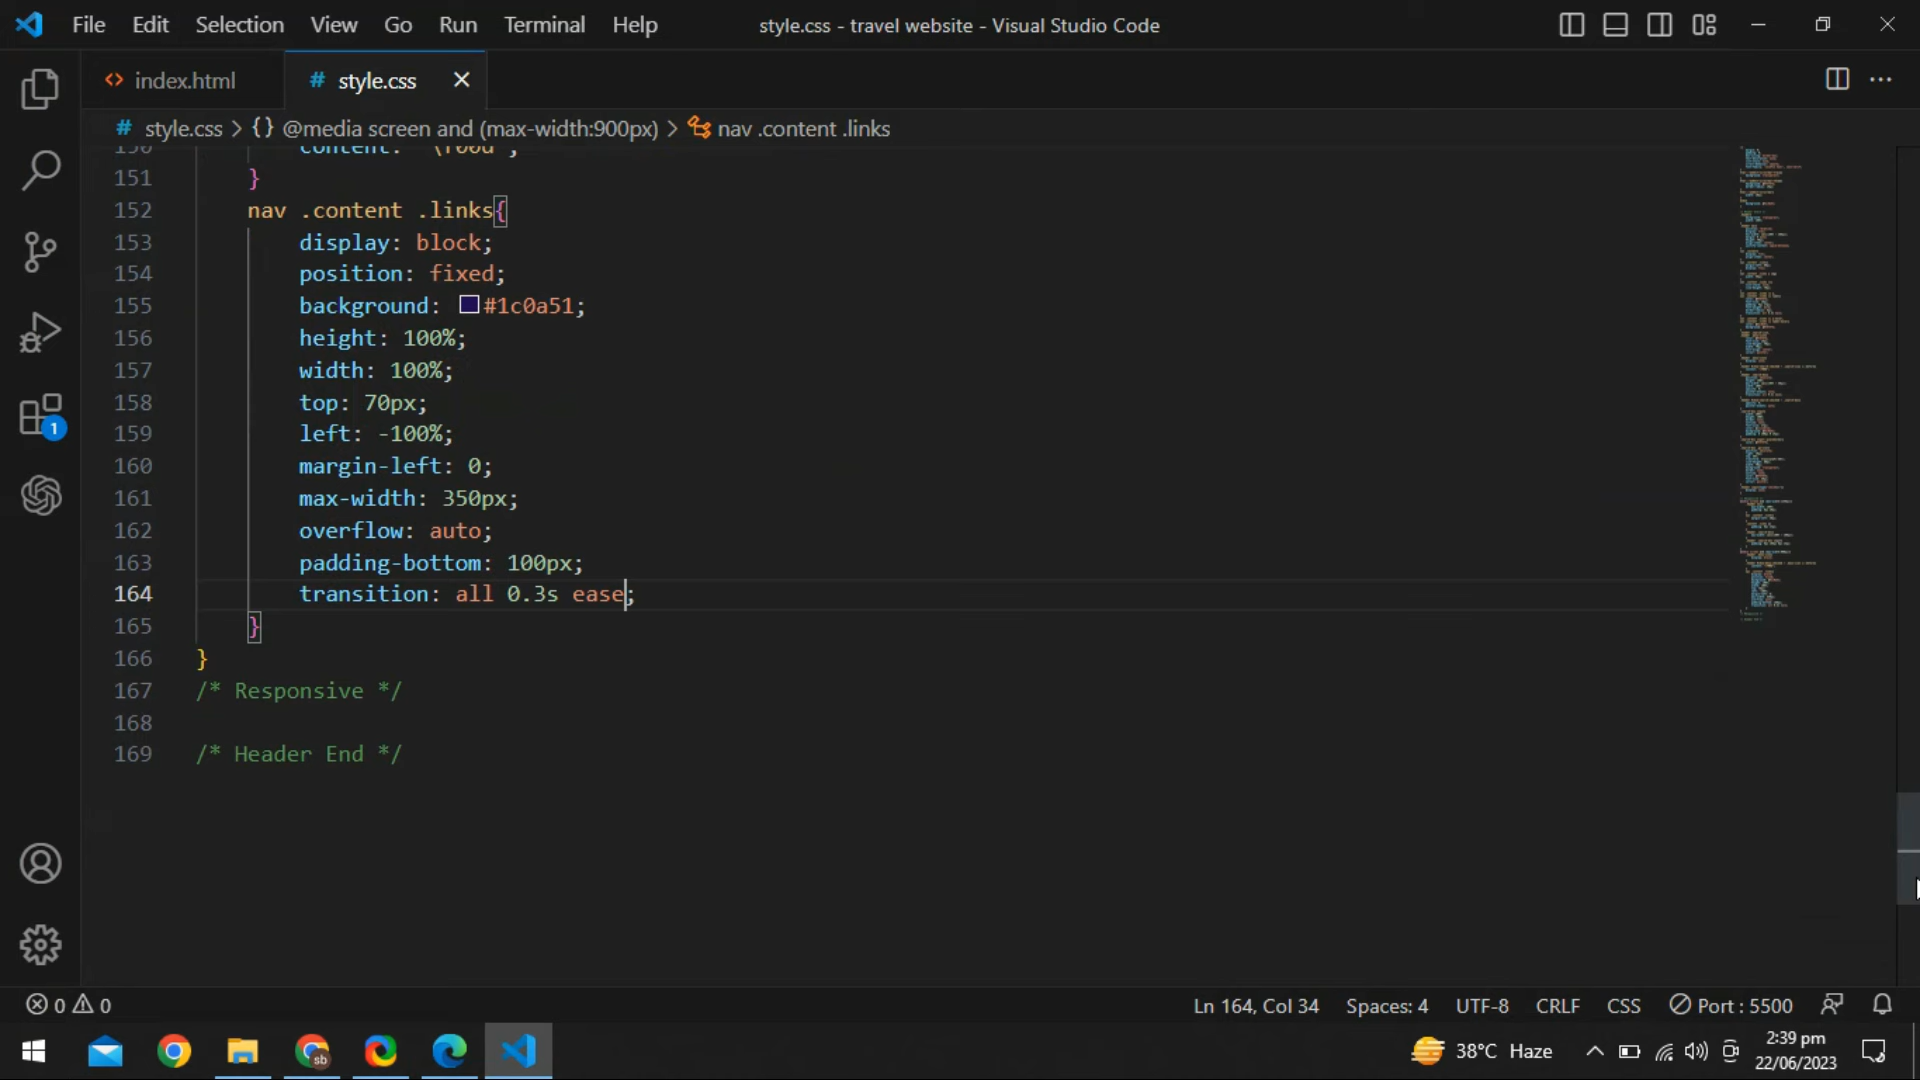 File Edit Selection View Go Run Terminal Help
style.css - travel website - Visual Studio Code
<> index.html
# style.css ×
# style.css > {} @media screen and (max-width:900px) > nav .content .links
151 }
152 nav .content .links{
153 display: block;
154 position: fixed;
155 background: #1c0a51;
156 height: 100%;
157 width: 100%;
158 top: 70px;
159 left: -100%;
160 margin-left: 0;
161 max-width: 350px;
162 overflow: auto;
163 padding-bottom: 100px;
164 transition: all 0.3s ease;
165 }
166 }
167 /* Responsive */
168
169 /* Header End */
1
0 0
Ln 164, Col 34 Spaces: 4 UTF-8 CRLF CSS Port : 5500
sb
38°C Haze
2:39 pm
22/06/2023